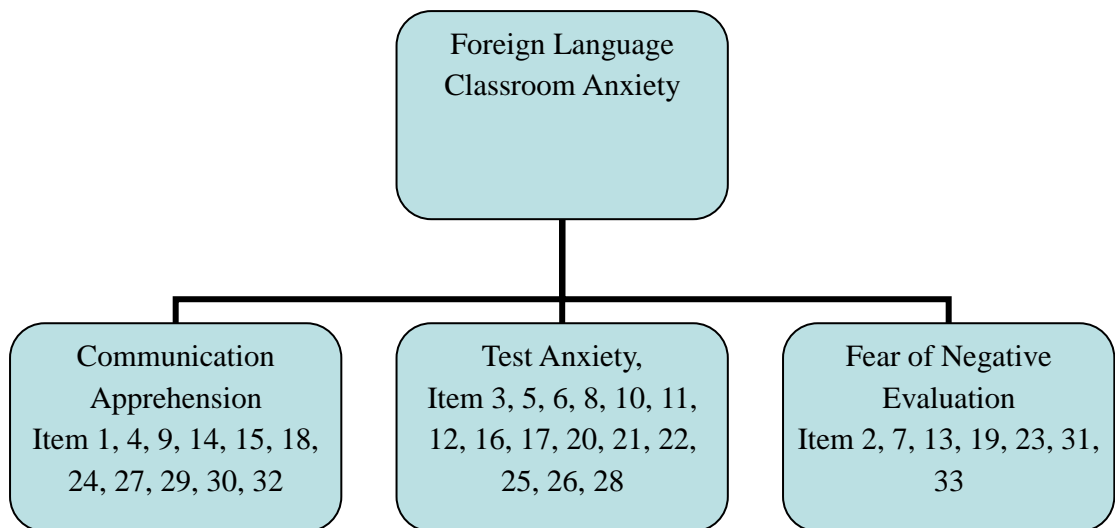 Foreign Language
Classroom Anxiety
Communication
Apprehension
Item 1, 4, 9, 14, 15, 18,
24, 27, 29, 30, 32
Test Anxiety,
Item 3, 5, 6, 8, 10, 11,
12, 16, 17, 20, 21, 22,
25, 26, 28
Fear of Negative
Evaluation
Item 2, 7, 13, 19, 23, 31,
33